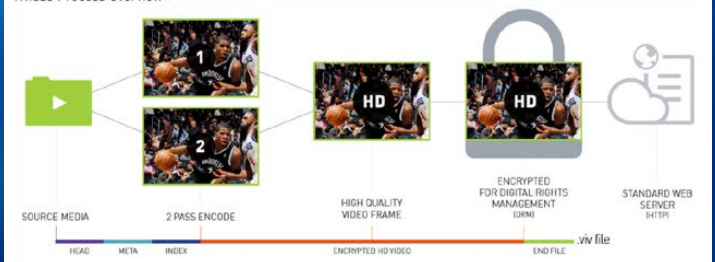 1
2
HD
HD
BROOKLYN
SOURCE MEDIA
2 PASS ENCODE
HIGH QUALITY
VIDEO FRAME
ENCRYPTED
FOR DIGITAL RIGHTS
MANAGEMENT
(DRM)
STANDARD WEB
SERVER
(HTTP)
HEAD
META
INDEX
ENCRYPTED HD VIDEO
END FILE
.viv file